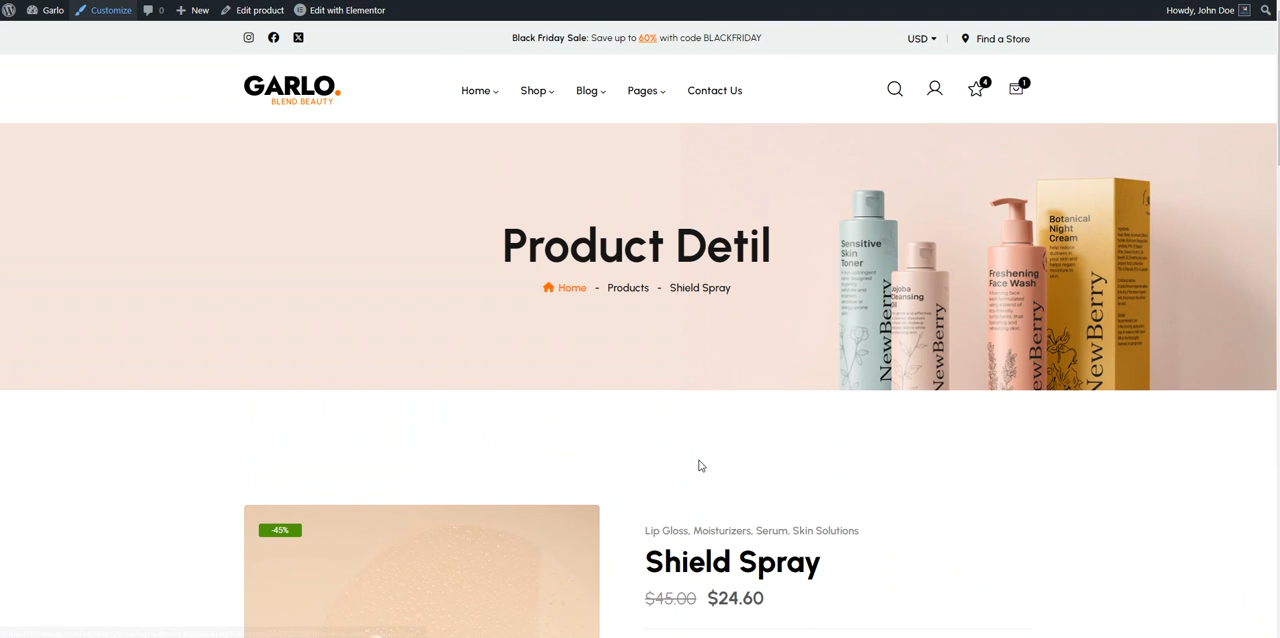 Garlo Customize 0 New Edit product Edit with Elementor Howdy, John Doe
Black Friday Sale: Save up to 60% with code BLACKFRIDAY USD Find a Store
GARLO.
BLEND BEAUTY
Home Shop Blog Pages Contact Us 4 1
Product Detil
Home - Products - Shield Spray
Sensitive
Skin
Toner
NewBerry
Jojoba
Cleansing
Oil
NewBerry
Freshening
Face Wash
NewBerry
Botanical
Night
Cream
NewBerry
-45%
Lip Gloss, Moisturizers, Serum, Skin Solutions
Shield Spray
$45.00 $24.60